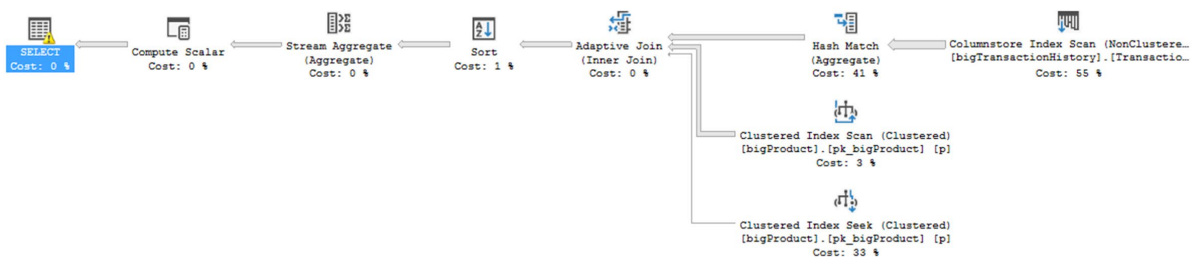 SELECT
Cost: 0 %
Compute Scalar
Cost: 0 %
Stream Aggregate
(Aggregate)
Cost: 0 %
Sort
Cost: 1 %
Adaptive Join
(Inner Join)
Cost: 0 %
Hash Match
(Aggregate)
Cost: 41 %
Columnstore Index Scan (NonClustere…
[bigTransactionHistory].[Transactio…
Cost: 55 %
Clustered Index Scan (Clustered)
[bigProduct].[pk_bigProduct] [p]
Cost: 3 %
Clustered Index Seek (Clustered)
[bigProduct].[pk_bigProduct] [p]
Cost: 33 %